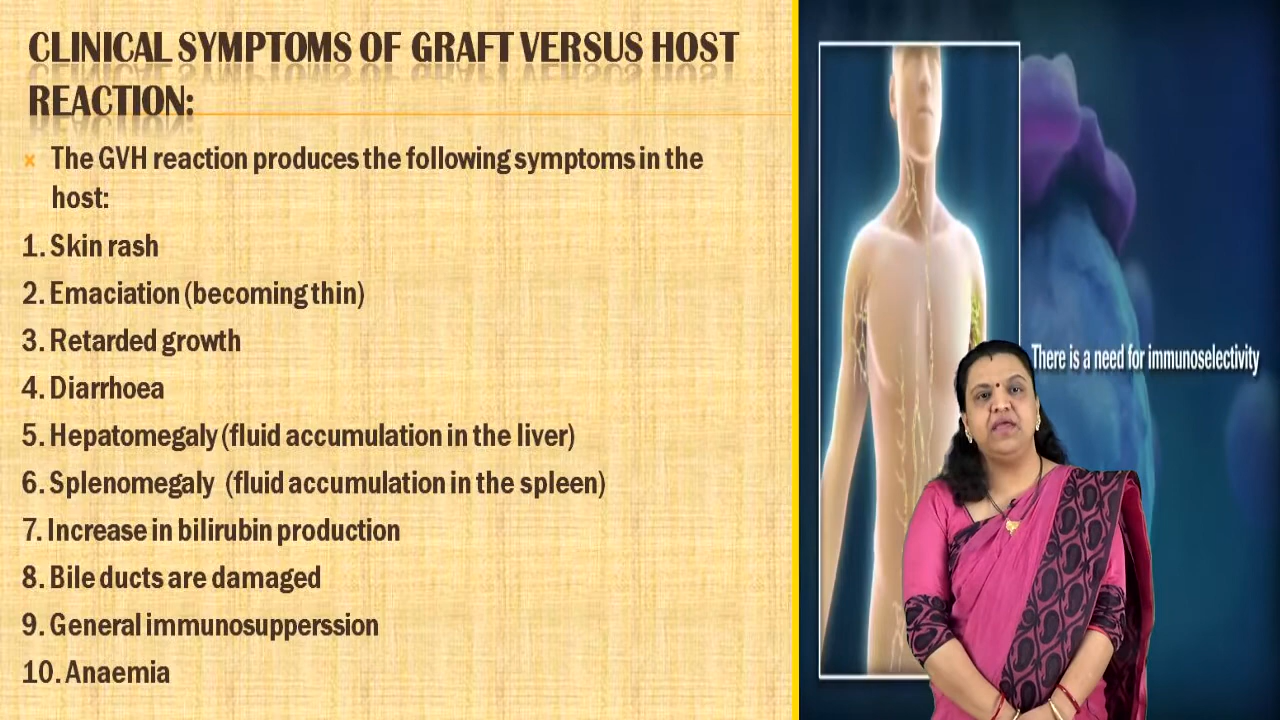 CLINICAL SYMPTOMS OF GRAFT VERSUS HOST
REACTION:
The GVH reaction produces the following symptoms in the
host:
1. Skin rash
2. Emaciation (becoming thin)
3. Retarded growth
4. Diarrhoea
5. Hepatomegaly (fluid accumulation in the liver)
6. Splenomegaly (fluid accumulation in the spleen)
7. Increase in bilirubin production
8. Bile ducts are damaged
9. General immunosupperssion
10. Anaemia
There is a need for immunoselectivity